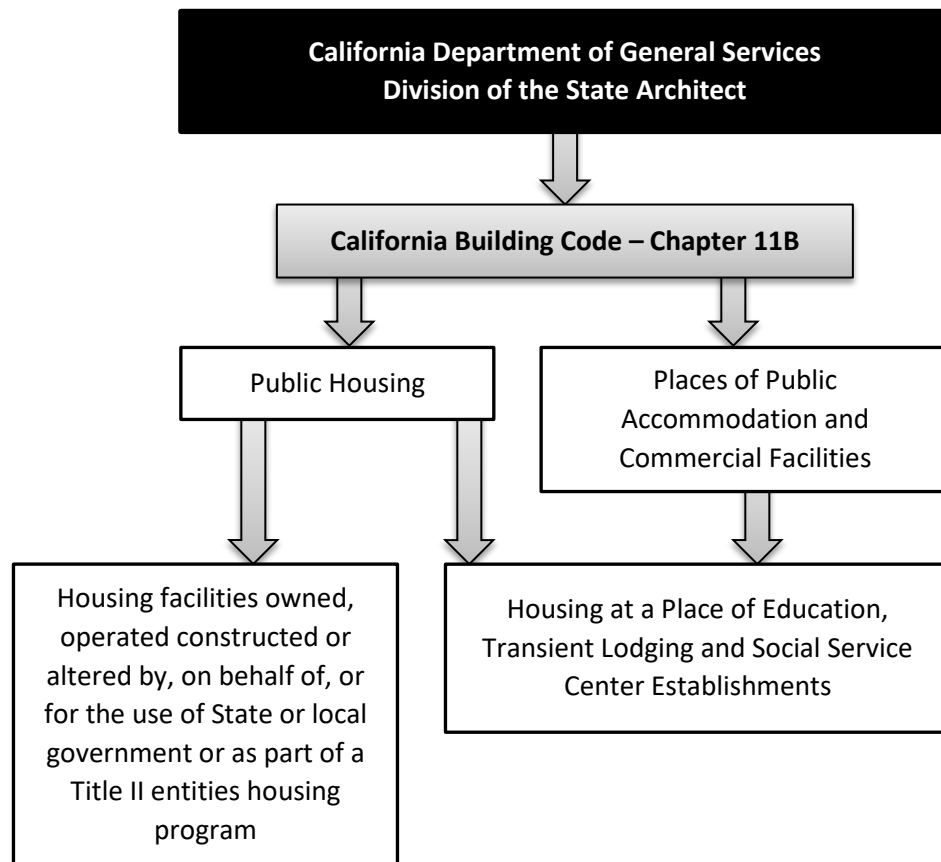 California Department of General Services
Division of the State Architect
California Building Code – Chapter 11B
Public Housing
Places of Public
Accommodation and
Commercial Facilities
Housing facilities owned,
operated constructed or
altered by, on behalf of, or
for the use of State or local
government or as part of a
Title II entities housing
program
Housing at a Place of Education,
Transient Lodging and Social Service
Center Establishments